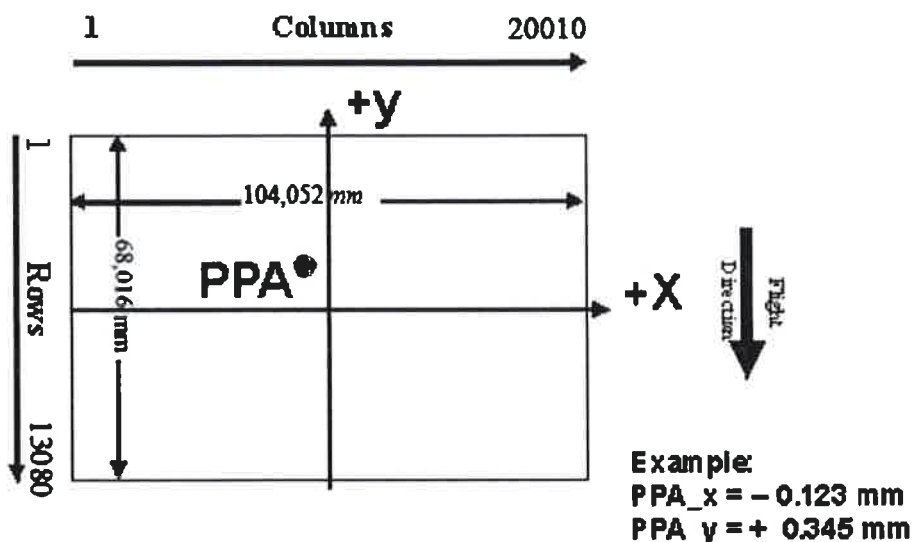 1 Columns 20010
+y
1 Rows 13080
104,052 mm
68,016 mm
PPA
+X
Flight
Direction
Example:
PPA_x = – 0.123 mm
PPA_y = + 0.345 mm